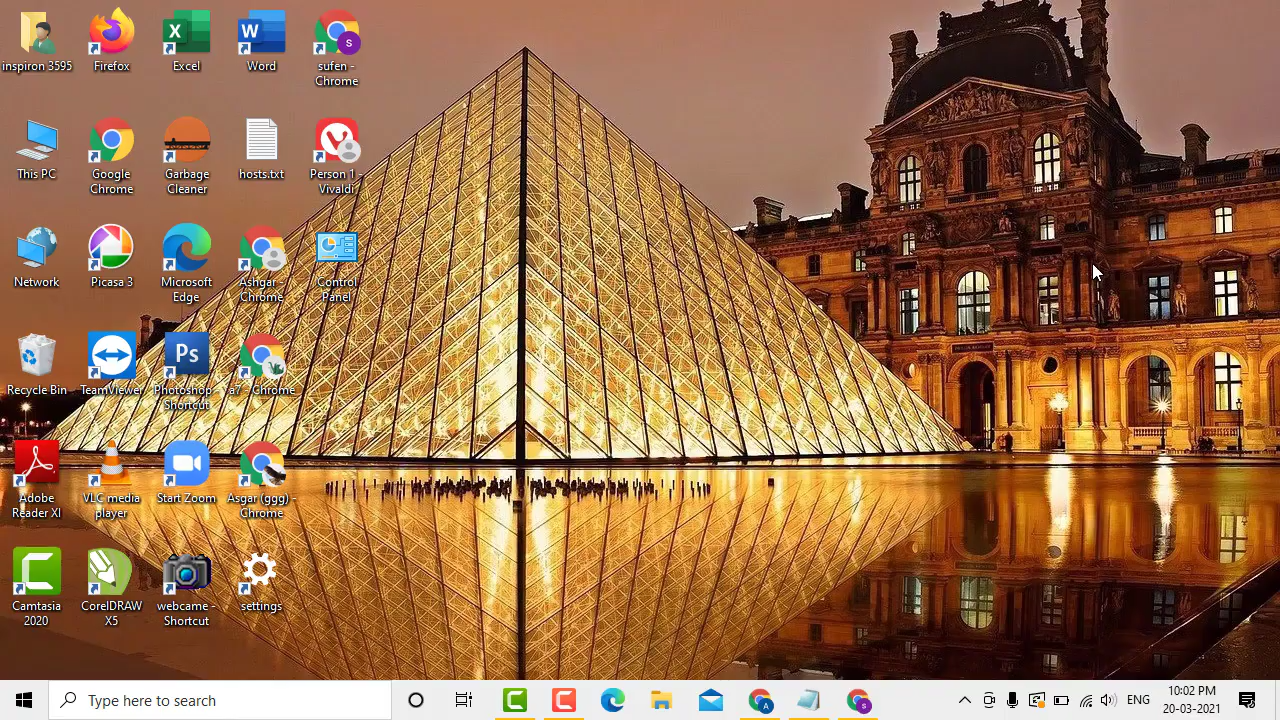 inspiron 3595
Firefox
Excel
Word
sufen -
Chrome
This PC
Google
Chrome
Garbage
Cleaner
hosts.txt
Person 1 -
Vivaldi
Network
Picasa 3
Microsoft
Edge
Ashgar -
Chrome
Control
Panel
Recycle Bin
TeamViewer
Photoshop -
Shortcut
a7 - Chrome
Adobe
Reader XI
VLC media
player
Start Zoom
Asgar (ggg) -
Chrome
Camtasia
2020
CorelDRAW
X5
webcame -
Shortcut
settings
Type here to search
ENG
10:02 PM
20-03-2021